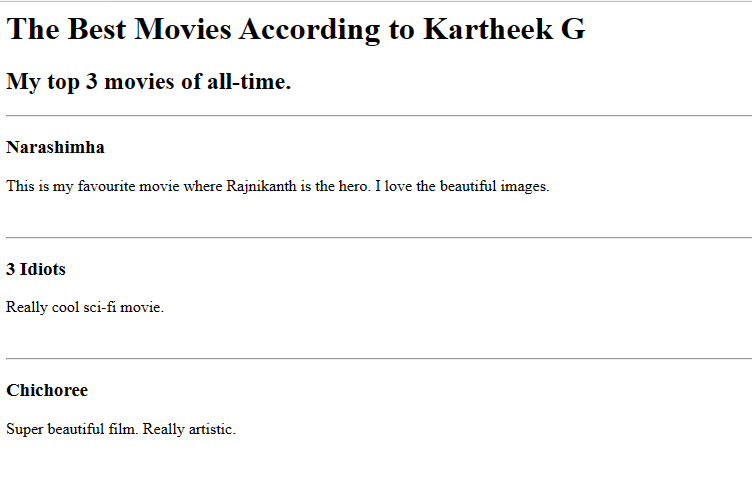 The Best Movies According to Kartheek G
My top 3 movies of all-time.
Narashimha
This is my favourite movie where Rajnikanth is the hero. I love the beautiful images.
3 Idiots
Really cool sci-fi movie.
Chichoree
Super beautiful film. Really artistic.